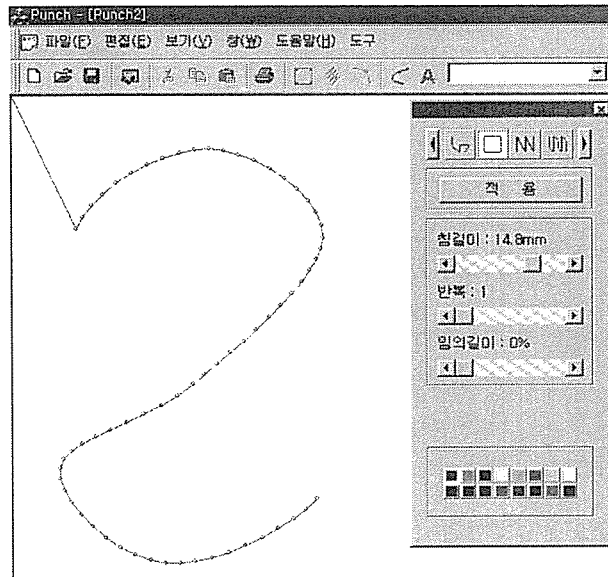 Punch - [Punch2]
파일(F) 편집(E) 보기(V) 창(W) 도움말(H) 도구
A
적 용
침길이 : 14.8mm
반복 : 1
임의길이 : 0%